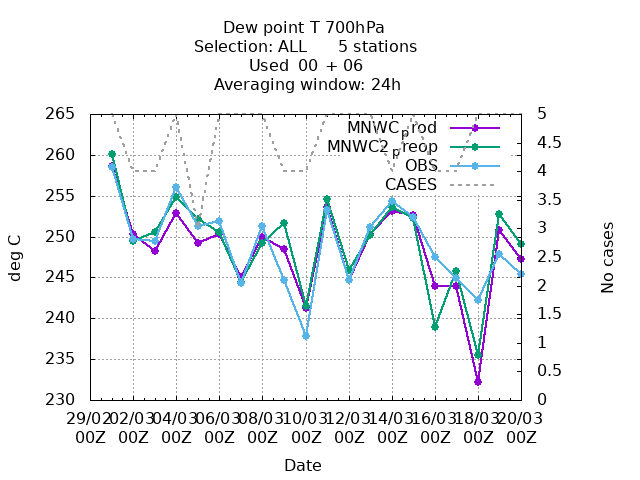 Dew point T 700hPa
Selection: ALL 5 stations
Used 00 + 06
Averaging window: 24h
265 5
MNWC_prod
4.5
MNWC2_preop
260 4
OBS
CASES
255 3.5
250 3
deg C
No cases
2.5
245 2
240 1.5
235 1
0.5
230 0
29/02 02/03 04/03 06/03 08/03 10/03 12/03 14/03 16/03 18/03 20/03
00Z 00Z 00Z 00Z 00Z 00Z 00Z 00Z 00Z 00Z 00Z
Date